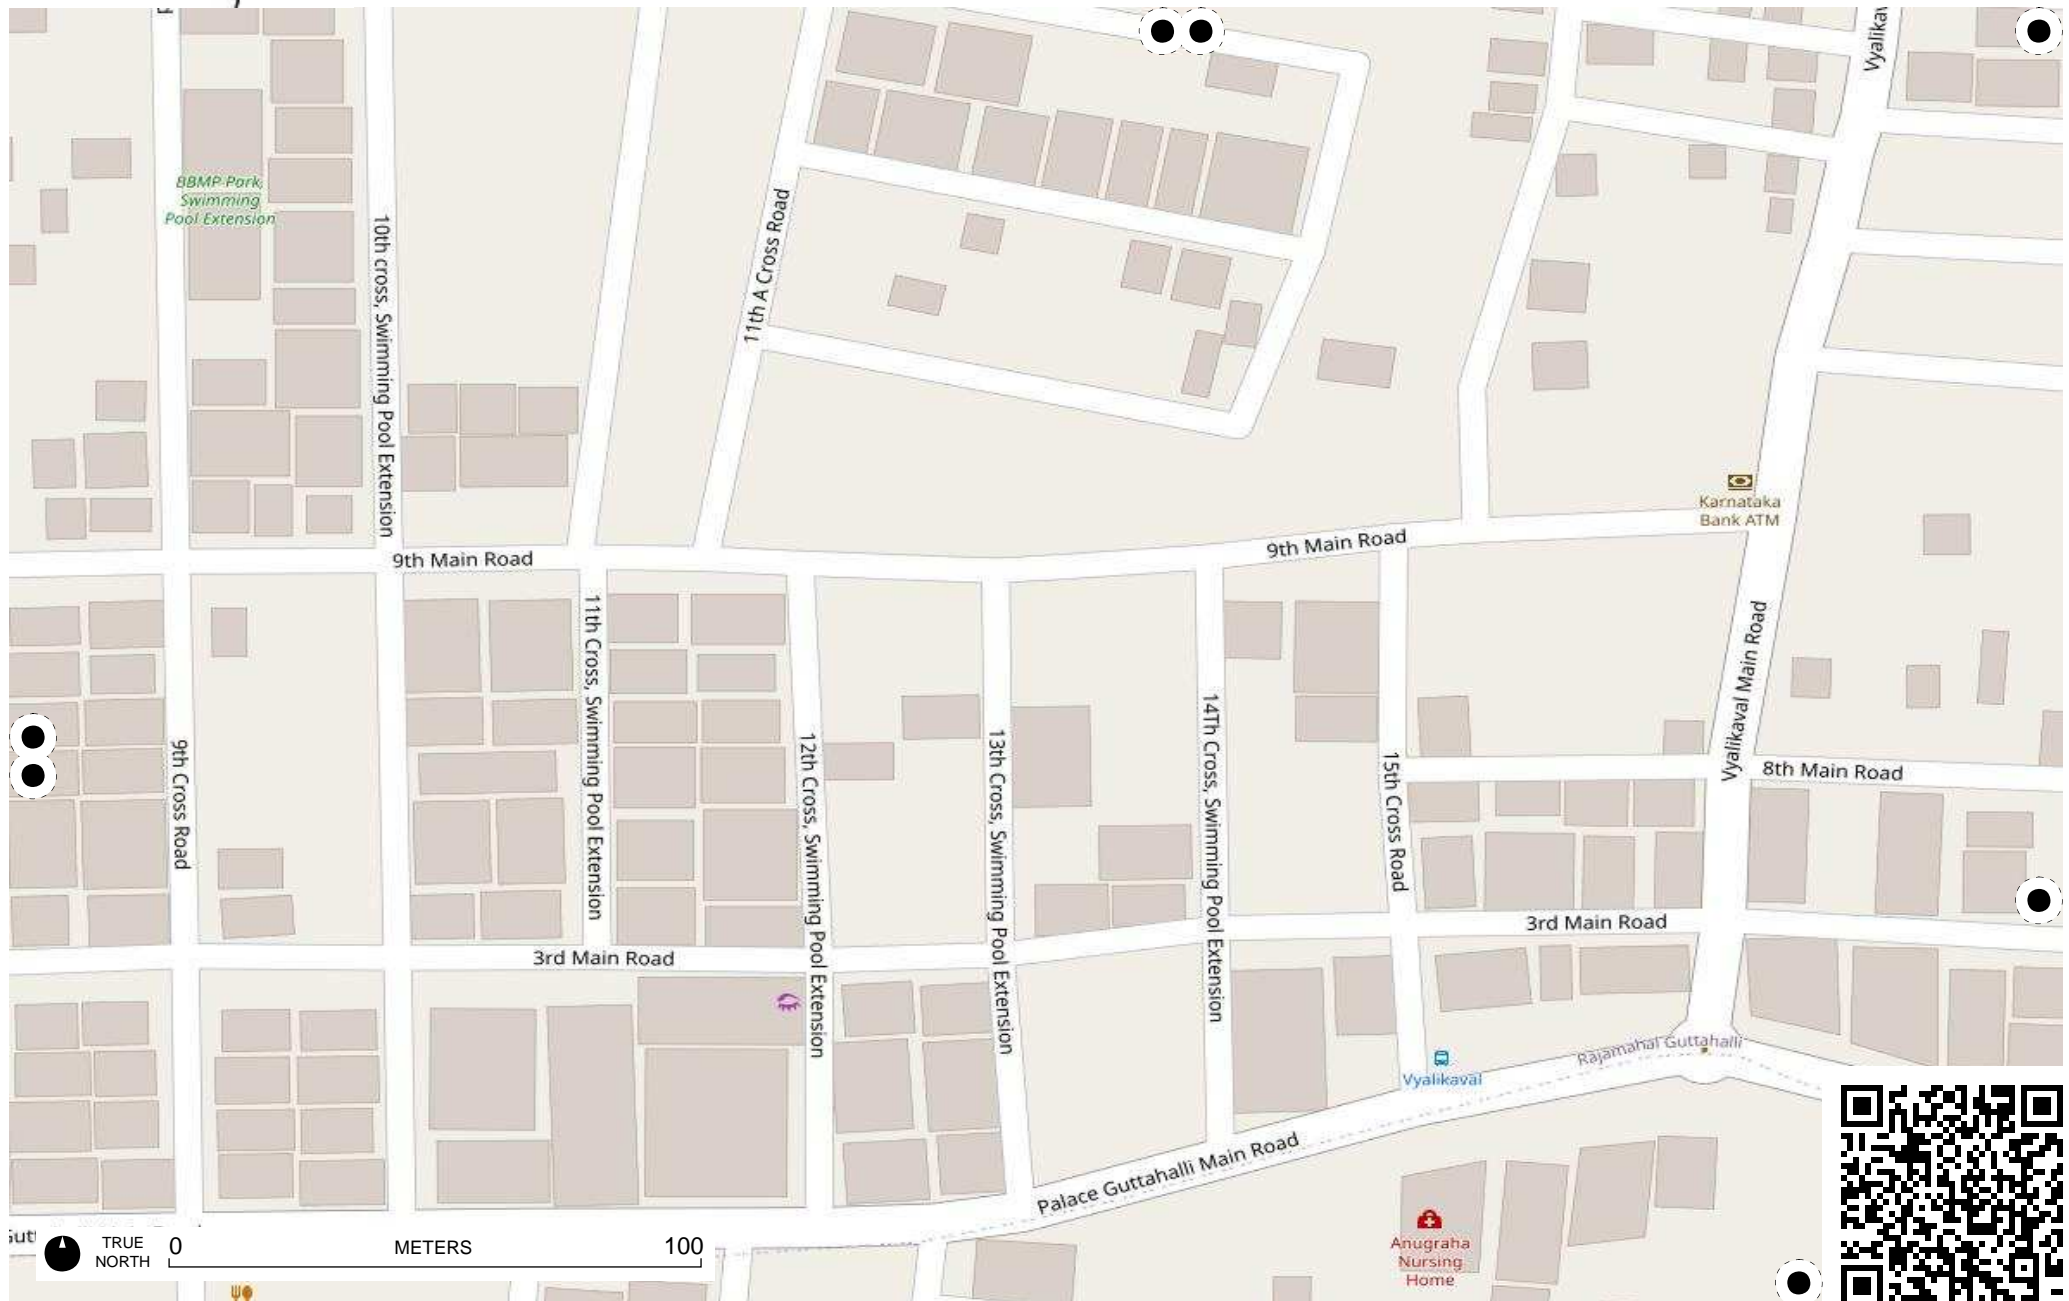 Vyalikaval
BBMP Park,
Swimming
Pool Extension
10th cross, Swimming Pool Extension
11th A Cross Road
Karnataka
Bank ATM
9th Main Road
9th Main Road
11th Cross, Swimming Pool Extension
Vyalikaval Main Road
9th Cross Road
12th Cross, Swimming Pool Extension
13th Cross, Swimming Pool Extension
14Th Cross, Swimming Pool Extension
15th Cross Road
8th Main Road
3rd Main Road
3rd Main Road
Rajamahal Guttahalli
Vyalikaval
Palace Guttahalli Main Road
Anugraha
Nursing
Home
TRUE
NORTH
0 METERS 100